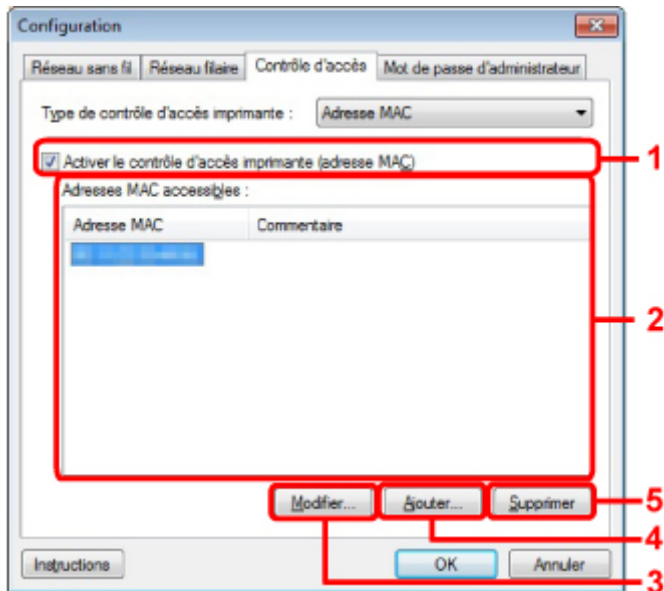 Configuration
Réseau sans fil Réseau filaire Contrôle d'accès Mot de passe d'administrateur
Type de contrôle d'accès imprimante : Adresse MAC
Activer le contrôle d'accès imprimante (adresse MAC) 1
Adresses MAC accessibles :
Adresse MAC Commentaire
2
Modifier... Ajouter... Supprimer 5
4
Instructions OK Annuler
3